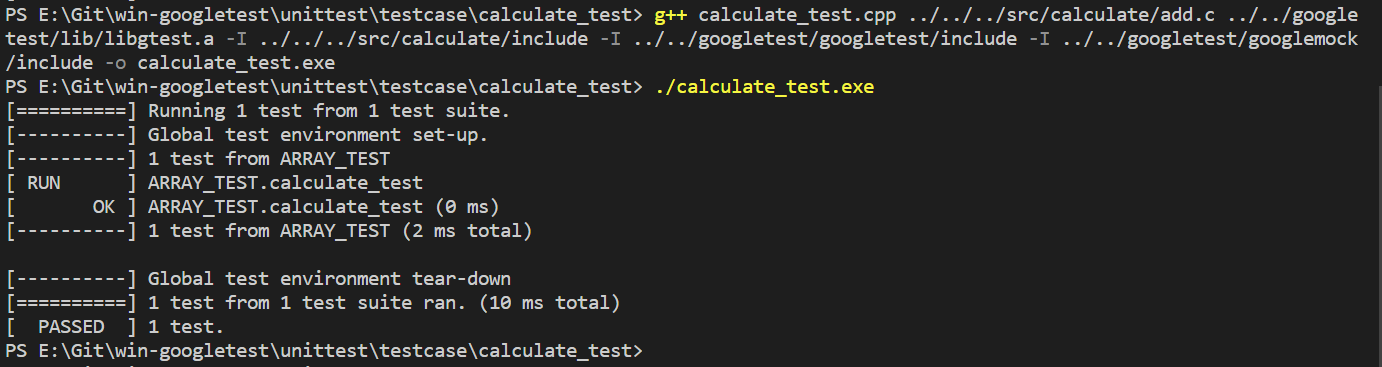 PS E:\Git\win-googletest\unittest\testcase\calculate_test> g++ calculate_test.cpp ../../../src/calculate/add.c ../../google
test/lib/libgtest.a -I ../../../src/calculate/include -I ../../googletest/googletest/include -I ../../googletest/googlemock
/include -o calculate_test.exe
PS E:\Git\win-googletest\unittest\testcase\calculate_test> ./calculate_test.exe
[==========] Running 1 test from 1 test suite.
[----------] Global test environment set-up.
[----------] 1 test from ARRAY_TEST
[ RUN      ] ARRAY_TEST.calculate_test
[       OK ] ARRAY_TEST.calculate_test (0 ms)
[----------] 1 test from ARRAY_TEST (2 ms total)

[----------] Global test environment tear-down
[==========] 1 test from 1 test suite ran. (10 ms total)
[  PASSED  ] 1 test.
PS E:\Git\win-googletest\unittest\testcase\calculate_test>